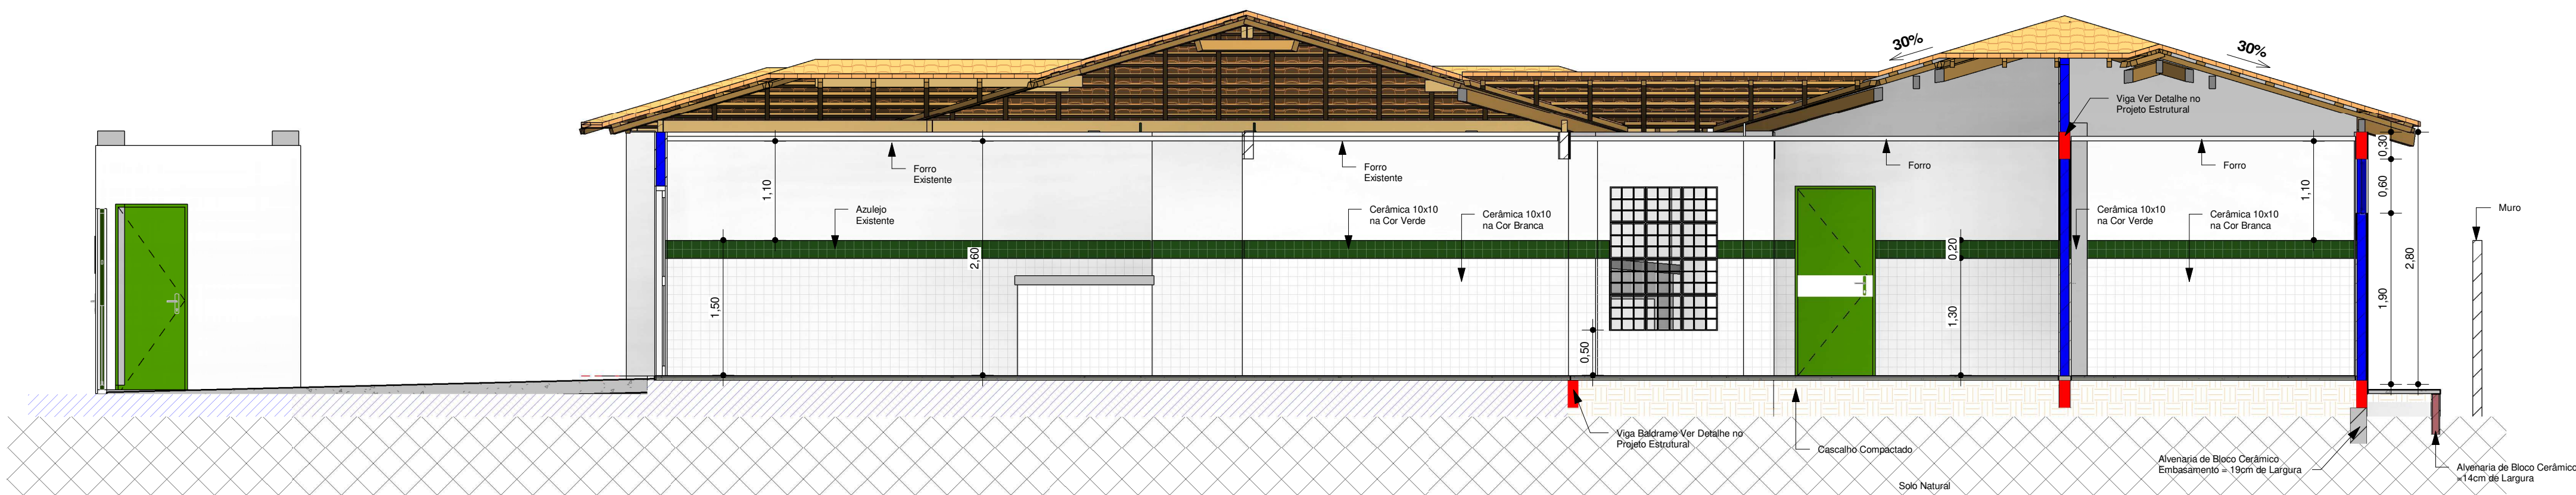 30%
30%
Viga Ver Detalhe no
Projeto Estrutural
Forro
Existente
Forro
Existente
Forro
Forro
1,10
1,10
0,30
0,60
Azulejo
Existente
Cerâmica 10x10
na Cor Verde
Cerâmica 10x10
na Cor Branca
Cerâmica 10x10
na Cor Verde
Cerâmica 10x10
na Cor Branca
Muro
2,60
0,20
2,80
1,50
1,30
1,90
0,50
Viga Baldrame Ver Detalhe no
Projeto Estrutural
Cascalho Compactado
Alvenaria de Bloco Cerâmico
Embasamento = 19cm de Largura
Alvenaria de Bloco Cerâmico
=14cm de Largura
Solo Natural